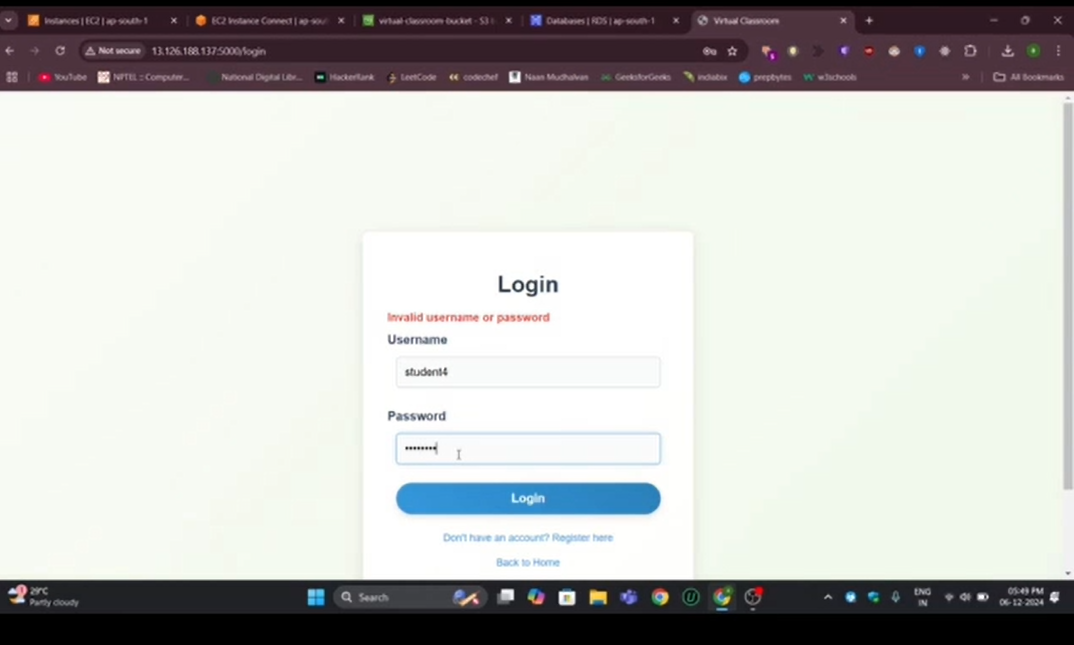 Instances | EC2 | ap-south-1
EC2 Instance Connect | ap-sou
virtual-classroom-bucket - S3 b
Databases | RDS | ap-south-1
Virtual Classroom
Not secure
13.126.188.137:5000/login
YouTube
NPTEL :: Computer...
National Digital Libr...
HackerRank
LeetCode
codechef
Naan Mudhalvan
GeeksforGeeks
indiabix
prepbytes
w3schools
»
All Bookmarks
Login
Invalid username or password
Username
student4
Password
••••••••
Login
Don't have an account? Register here
Back to Home
29°C
Partly cloudy
Search
ENG
IN
05:49 PM
06-12-2024